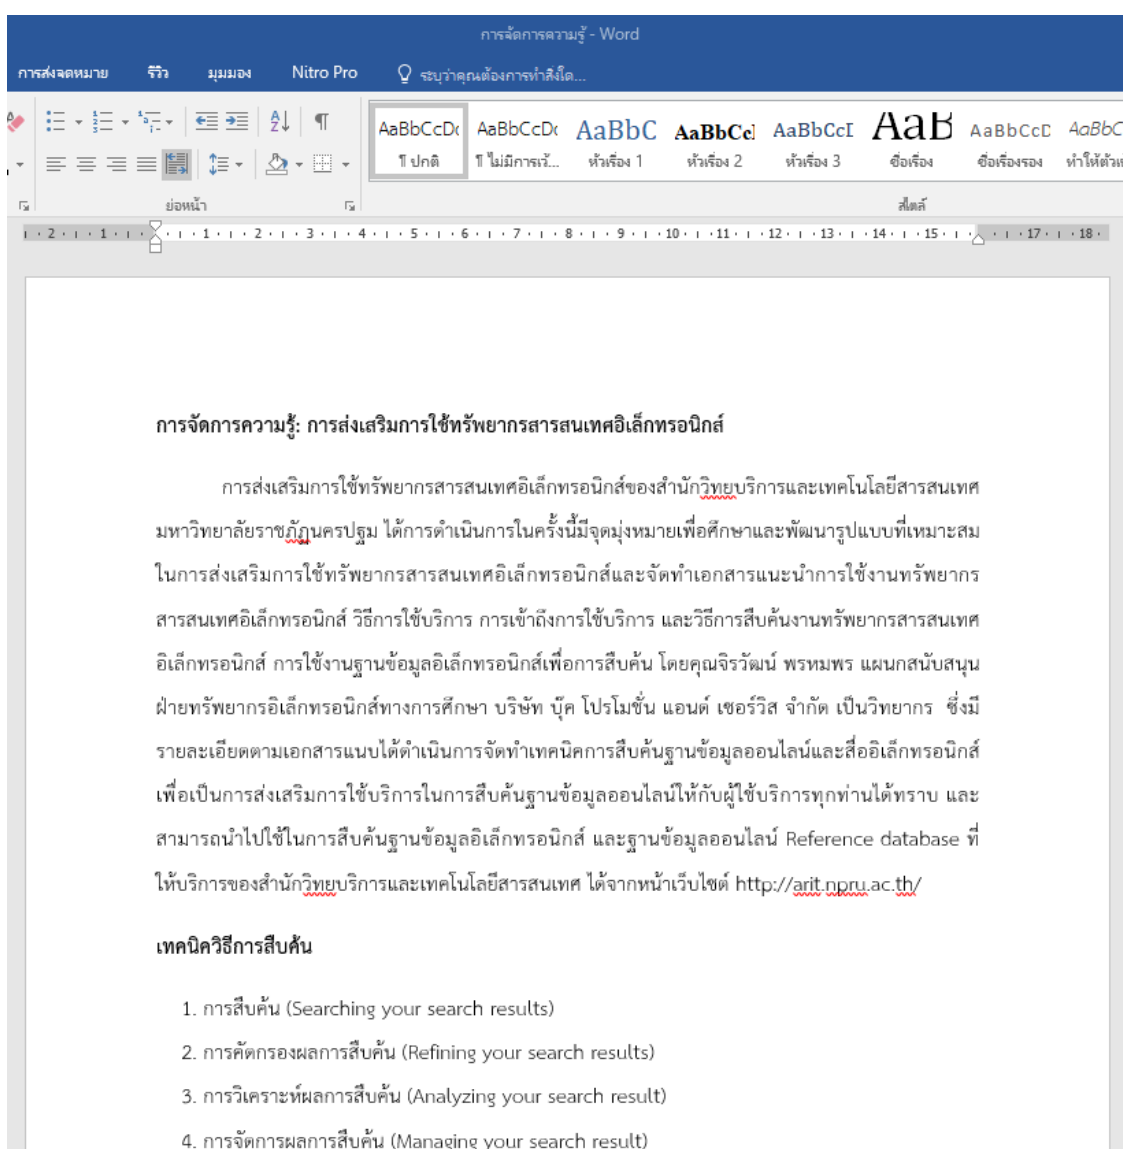 การจัดการความรู้ - Word
การส่งจดหมาย รีวิว มุมมอง Nitro Pro ระบุว่าคุณต้องการทำสิ่งใด...
AaBbCcDc AaBbCcDc AaBbC AaBbCc AaBbCcI AaB AaBbCcD AaBbC
¶ ปกติ ¶ ไม่มีการเว้... หัวเรื่อง 1 หัวเรื่อง 2 หัวเรื่อง 3 ชื่อเรื่อง ชื่อเรื่องรอง ทำให้ตัวเ
ย่อหน้า สไตล์
2 1 1 2 3 4 5 6 7 8 9 10 11 12 13 14 15 17 18
การจัดการความรู้: การส่งเสริมการใช้ทรัพยากรสารสนเทศอิเล็กทรอนิกส์
การส่งเสริมการใช้ทรัพยากรสารสนเทศอิเล็กทรอนิกส์ของสำนักวิทยบริการและเทคโนโลยีสารสนเทศ
มหาวิทยาลัยราชภัฏนครปฐม ได้การดำเนินการในครั้งนี้มีจุดมุ่งหมายเพื่อศึกษาและพัฒนารูปแบบที่เหมาะสม
ในการส่งเสริมการใช้ทรัพยากรสารสนเทศอิเล็กทรอนิกส์และจัดทำเอกสารแนะนำการใช้งานทรัพยากร
สารสนเทศอิเล็กทรอนิกส์ วิธีการใช้บริการ การเข้าถึงการใช้บริการ และวิธีการสืบค้นงานทรัพยากรสารสนเทศ
อิเล็กทรอนิกส์ การใช้งานฐานข้อมูลอิเล็กทรอนิกส์เพื่อการสืบค้น โดยคุณจิรวัฒน์ พรหมพร แผนกสนับสนุน
ฝ่ายทรัพยากรอิเล็กทรอนิกส์ทางการศึกษา บริษัท บุ๊ค โปรโมชั่น แอนด์ เซอร์วิส จำกัด เป็นวิทยากร ซึ่งมี
รายละเอียดตามเอกสารแนบได้ดำเนินการจัดทำเทคนิคการสืบค้นฐานข้อมูลออนไลน์และสื่ออิเล็กทรอนิกส์
เพื่อเป็นการส่งเสริมการใช้บริการในการสืบค้นฐานข้อมูลออนไลน์ให้กับผู้ใช้บริการทุกท่านได้ทราบ และ
สามารถนำไปใช้ในการสืบค้นฐานข้อมูลอิเล็กทรอนิกส์ และฐานข้อมูลออนไลน์ Reference database ที่
ให้บริการของสำนักวิทยบริการและเทคโนโลยีสารสนเทศ ได้จากหน้าเว็บไซต์ http://arit.npru.ac.th/
เทคนิควิธีการสืบค้น
1. การสืบค้น (Searching your search results)
2. การคัดกรองผลการสืบค้น (Refining your search results)
3. การวิเคราะห์ผลการสืบค้น (Analyzing your search result)
4. การจัดการผลการสืบค้น (Managing your search result)